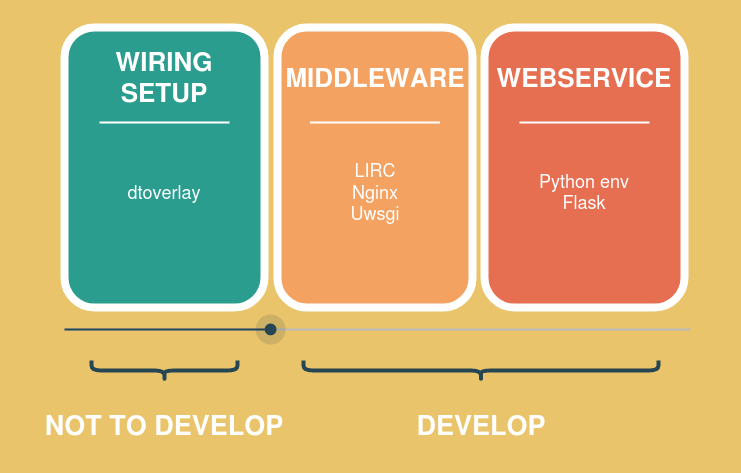 WIRING
SETUP
dtoverlay
MIDDLEWARE
LIRC
Nginx
Uwsgi
WEBSERVICE
Python env
Flask
NOT TO DEVELOP
DEVELOP